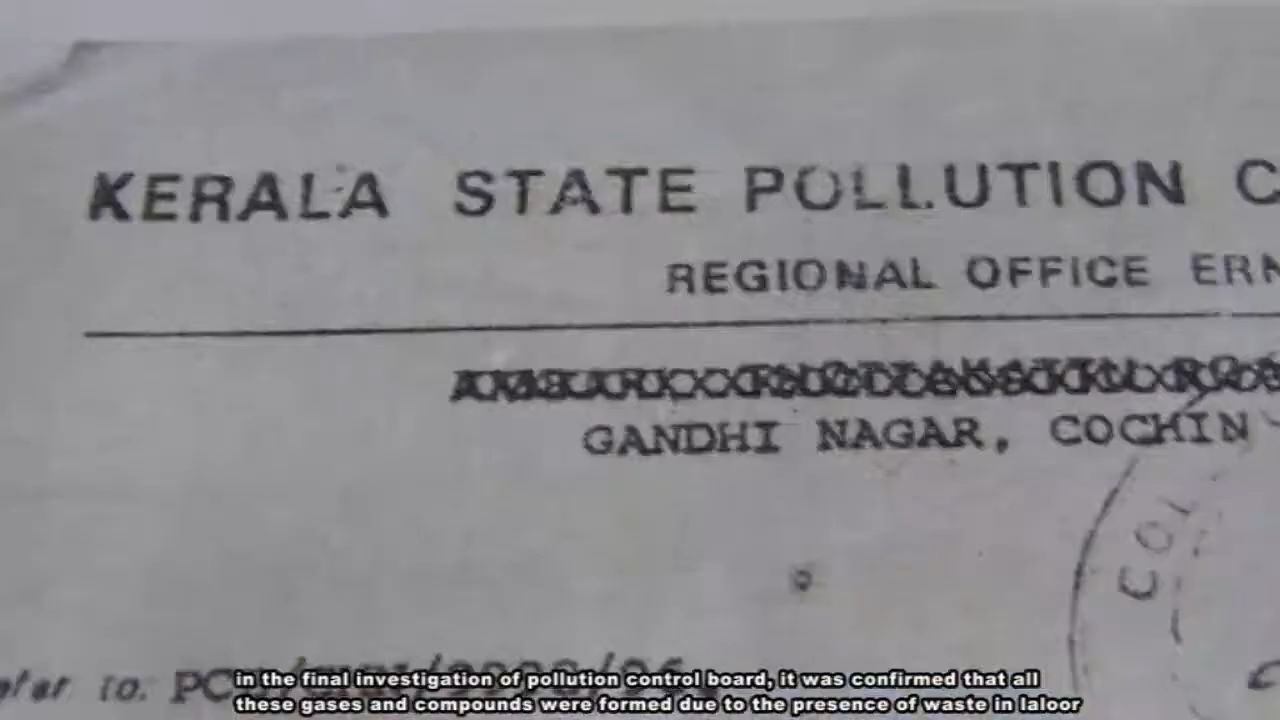 KERALA STATE POLLUTION C
REGIONAL OFFICE ERN
GANDHI NAGAR, COCHIN
to.
in the final investigation of pollution control board, it was confirmed that all
these gases and compounds were formed due to the presence of waste in laloor